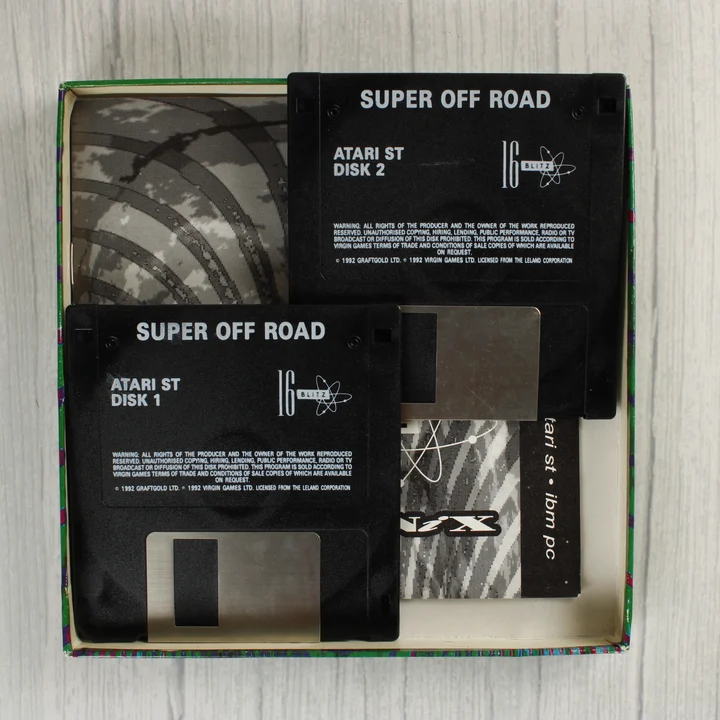 SUPER OFF ROAD
ATARI ST
DISK 2
16
BLITZ
WARNING: ALL RIGHTS OF THE PRODUCER AND THE OWNER OF THE WORK REPRODUCED
RESERVED. UNAUTHORISED COPYING, HIRING, LENDING, PUBLIC PERFORMANCE, RADIO OR TV
BROADCAST OR DIFFUSION OF THIS DISK PROHIBITED. THIS PROGRAM IS SOLD ACCORDING TO
VIRGIN GAMES TERMS OF TRADE AND CONDITIONS OF SALE COPIES OF WHICH ARE AVAILABLE
ON REQUEST.
© 1992 GRAFTGOLD LTD. © 1992 VIRGIN GAMES LTD. LICENSED FROM THE LELAND CORPORATION
SUPER OFF ROAD
ATARI ST
DISK 1
16
BLITZ
WARNING: ALL RIGHTS OF THE PRODUCER AND THE OWNER OF THE WORK REPRODUCED
RESERVED. UNAUTHORISED COPYING, HIRING, LENDING, PUBLIC PERFORMANCE, RADIO OR TV
BROADCAST OR DIFFUSION OF THIS DISK PROHIBITED. THIS PROGRAM IS SOLD ACCORDING TO
VIRGIN GAMES TERMS OF TRADE AND CONDITIONS OF SALE COPIES OF WHICH ARE AVAILABLE
ON REQUEST.
© 1992 GRAFTGOLD LTD. © 1992 VIRGIN GAMES LTD. LICENSED FROM THE LELAND CORPORATION
tari st • ibm pc